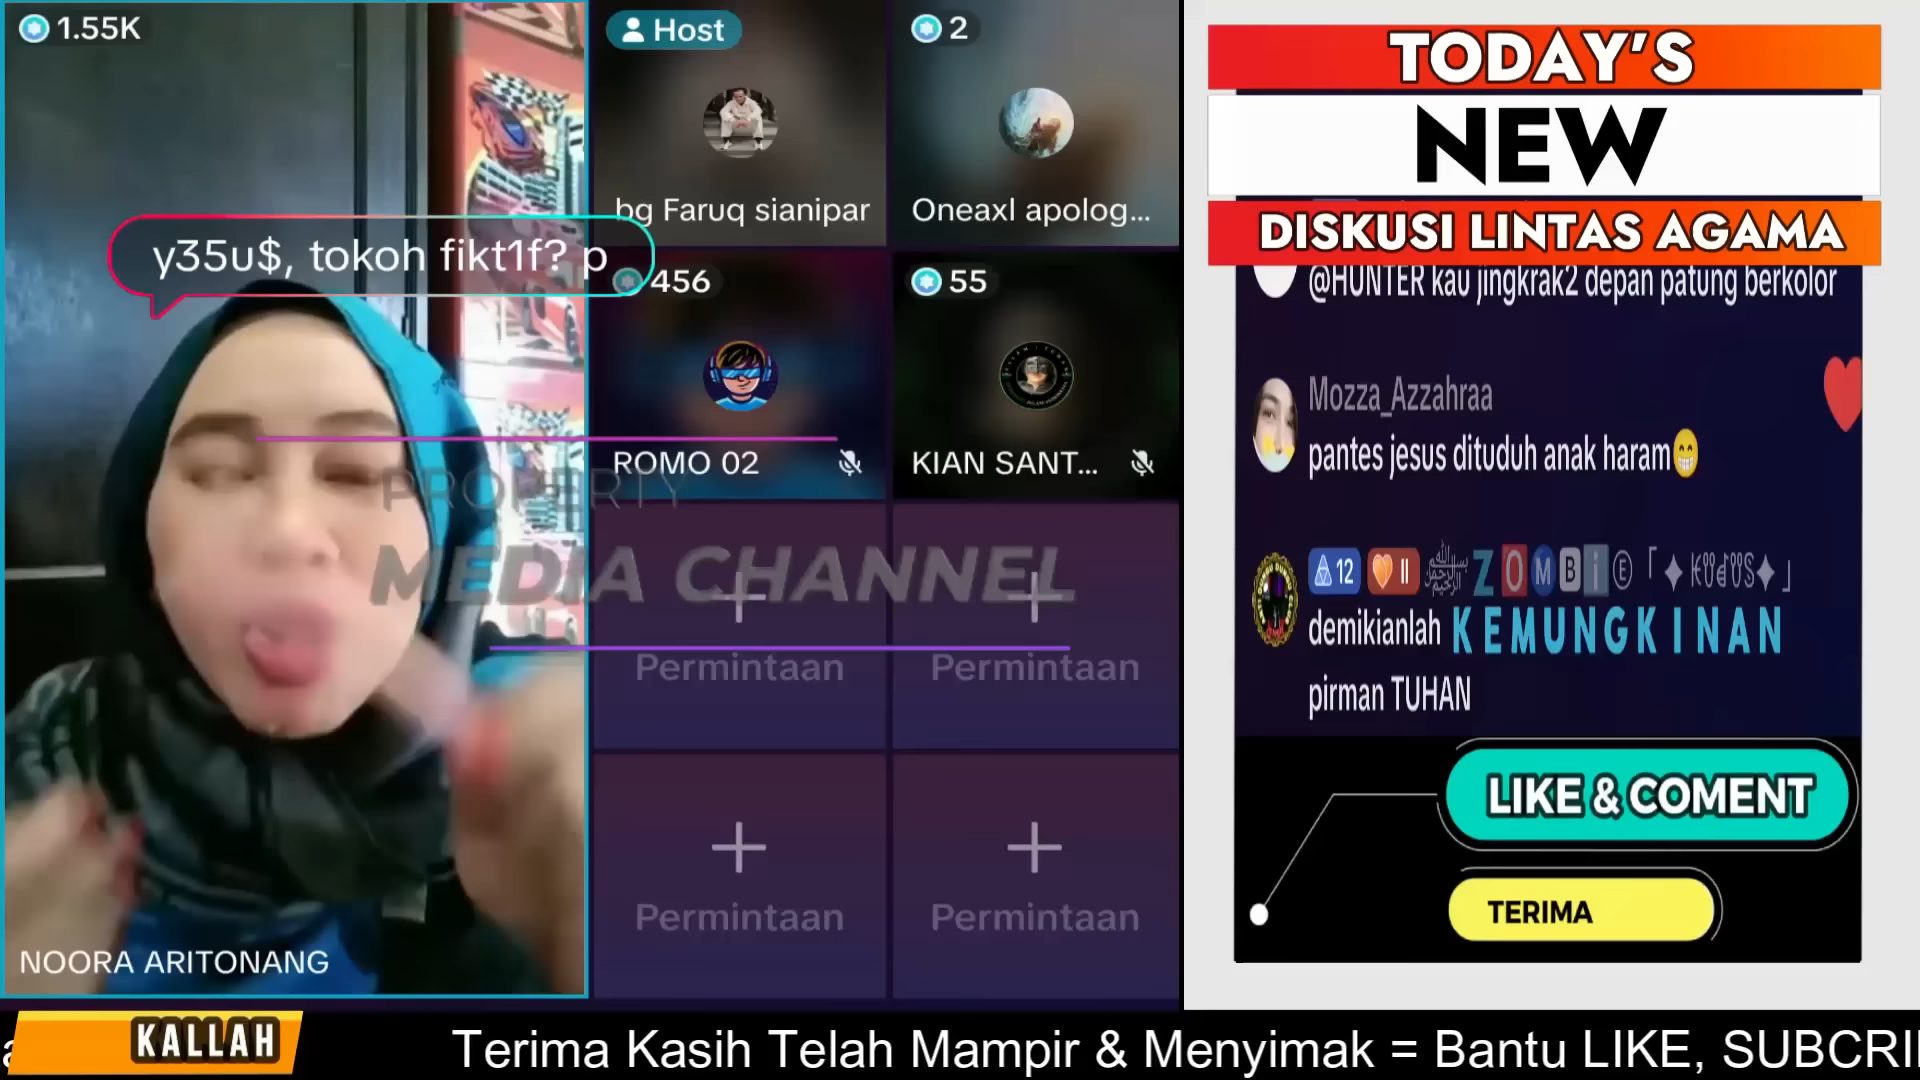 1.55K
Host
2
bg Faruq sianipar
Oneaxl apolog...
y35u$, tokoh fikt1f? p
456
55
ROMO 02
KIAN SANT...
PROPERTY
MEDIA CHANNEL
Permintaan
Permintaan
Permintaan
Permintaan
NOORA ARITONANG
TODAY'S
NEW
DISKUSI LINTAS AGAMA
@HUNTER kau jingkrak2 depan patung berkolor
Mozza_Azzahraa
pantes jesus dituduh anak haram😁
12 II ﷽ ZOMBiE
demikianlah KEMUNGKINAN
pirman TUHAN
LIKE & COMENT
TERIMA
KALLAH
Terima Kasih Telah Mampir & Menyimak = Bantu LIKE, SUBCRI